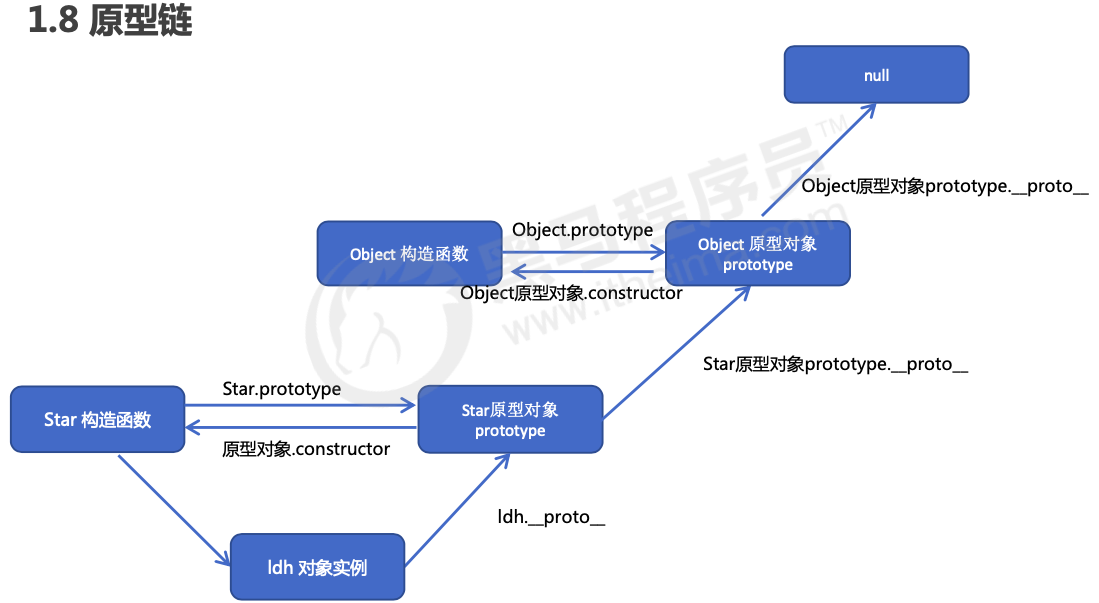 1.8 原型链
null
Object原型对象prototype.__proto__
Object 构造函数
Object.prototype
Object 原型对象
prototype
Object原型对象.constructor
Star原型对象prototype.__proto__
Star 构造函数
Star.prototype
Star原型对象
prototype
原型对象.constructor
ldh.__proto__
ldh 对象实例
黑马程序员™
www.itheima.com